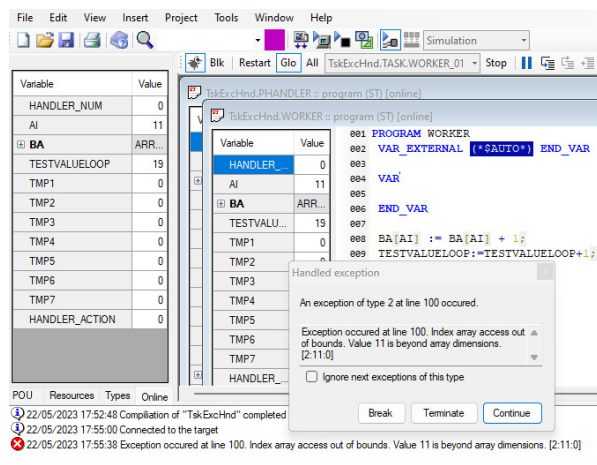 File Edit View Insert Project Tools Window Help
Simulation
Blk Restart Glo All TskExcHnd.TASK.WORKER_01 Stop
Variable Value
HANDLER_NUM 0
AI 11
BA ARR...
TESTVALUELOOP 19
TMP1 0
TMP2 0
TMP3 0
TMP4 0
TMP5 0
TMP6 0
TMP7 0
HANDLER_ACTION 0
POU Resources Types Online
TskExcHnd.PHANDLER :: program (ST) [online]
TskExcHnd.WORKER :: program (ST) [online]
Variable Value
HANDLER_... 0
AI 11
BA ARR...
TESTVALU... 19
TMP1 0
TMP2 0
TMP3
TMP4
TMP5
TMP6
TMP7
HANDLER_...
001 PROGRAM WORKER
002 VAR_EXTERNAL (*$AUTO*) END_VAR
003
004 VAR
005
006 END_VAR
007
008 BA[AI] := BA[AI] + 1;
009 TESTVALUELOOP:=TESTVALUELOOP+1;
Handled exception
An exception of type 2 at line 100 occured.
Exception occured at line 100. Index array access out
of bounds. Value 11 is beyond array dimensions.
[2:11:0]
Ignore next exceptions of this type
Break Terminate Continue
22/05/2023 17:52:48 Compilation of "TskExcHnd" completed
22/05/2023 17:55:00 Connected to the target
22/05/2023 17:55:38 Exception occured at line 100. Index array access out of bounds. Value 11 is beyond array dimensions. [2:11:0]